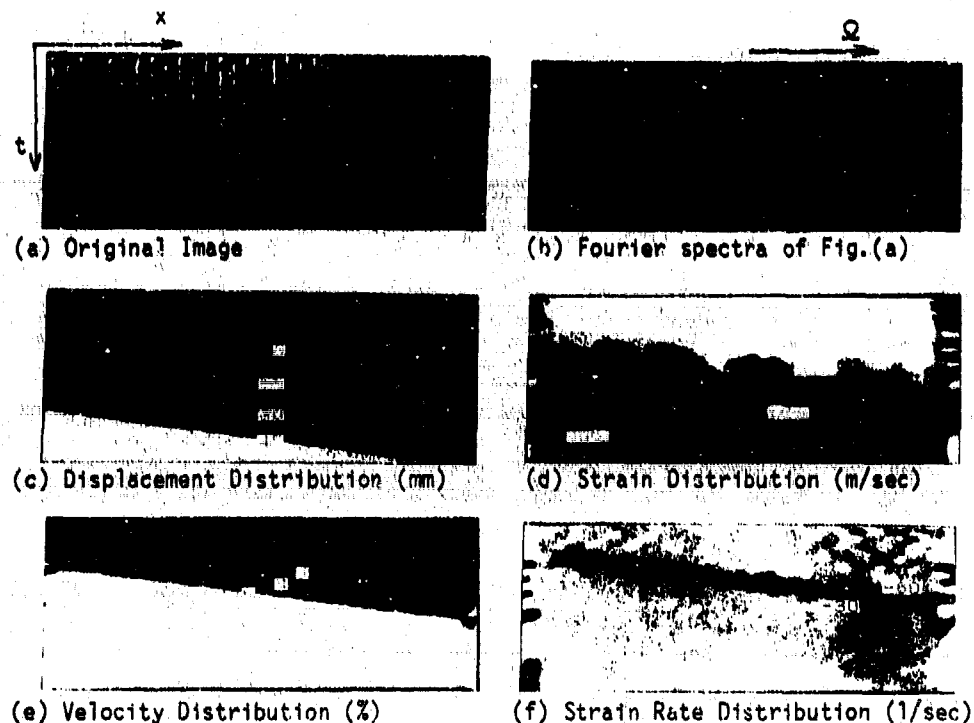 x
Ω
t
(a) Original Image
(b) Fourier spectra of Fig.(a)
(c) Displacement Distribution (mm)
(d) Strain Distribution (m/sec)
(e) Velocity Distribution (%)
(f) Strain Rate Distribution (1/sec)